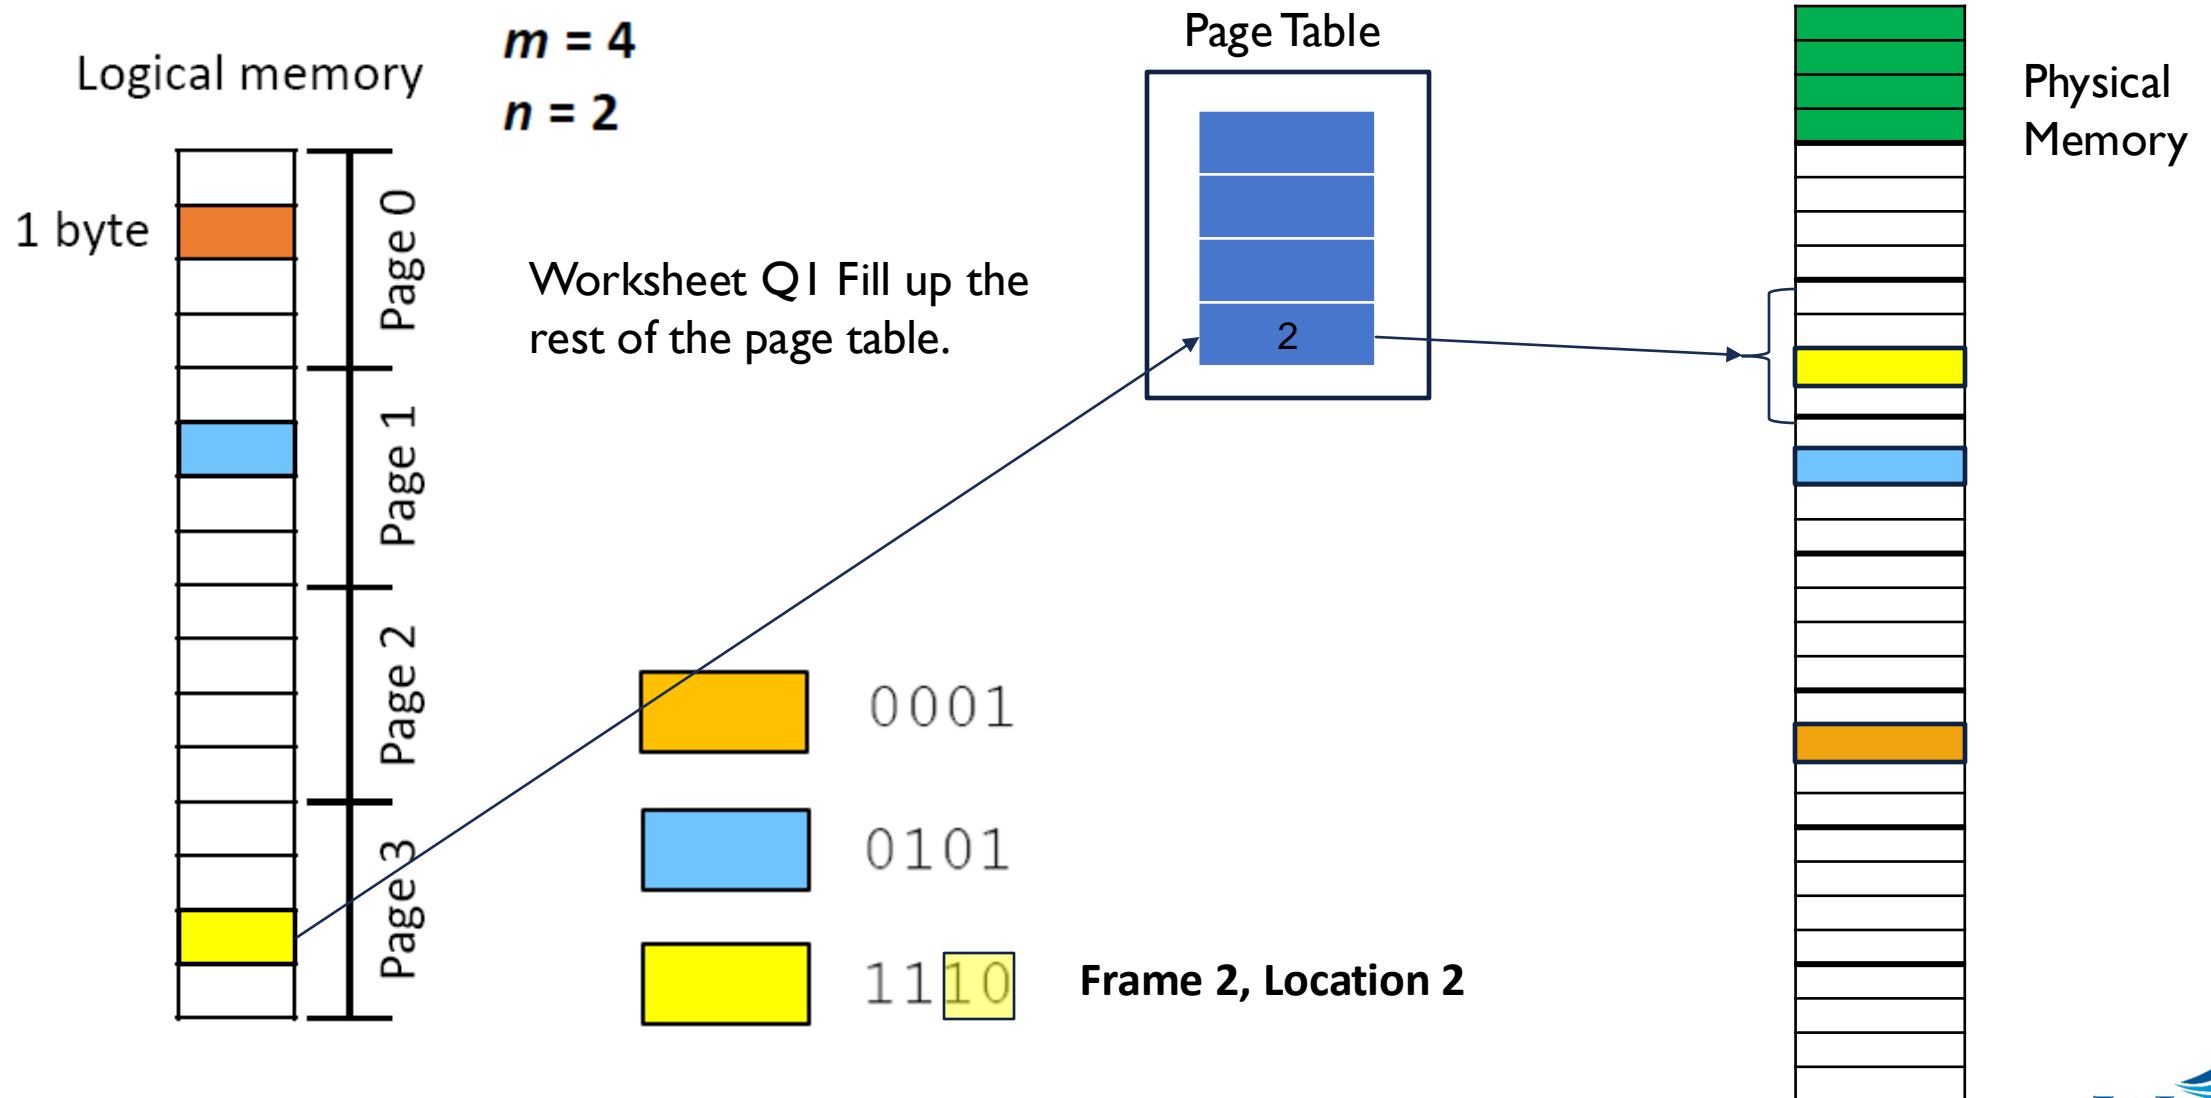 Logical memory
m = 4
n = 2
Page Table
Physical
Memory
1 byte
Page 0
Page 1
Page 2
Page 3
Worksheet Q1 Fill up the
rest of the page table.
2
0001
0101
1110
Frame 2, Location 2